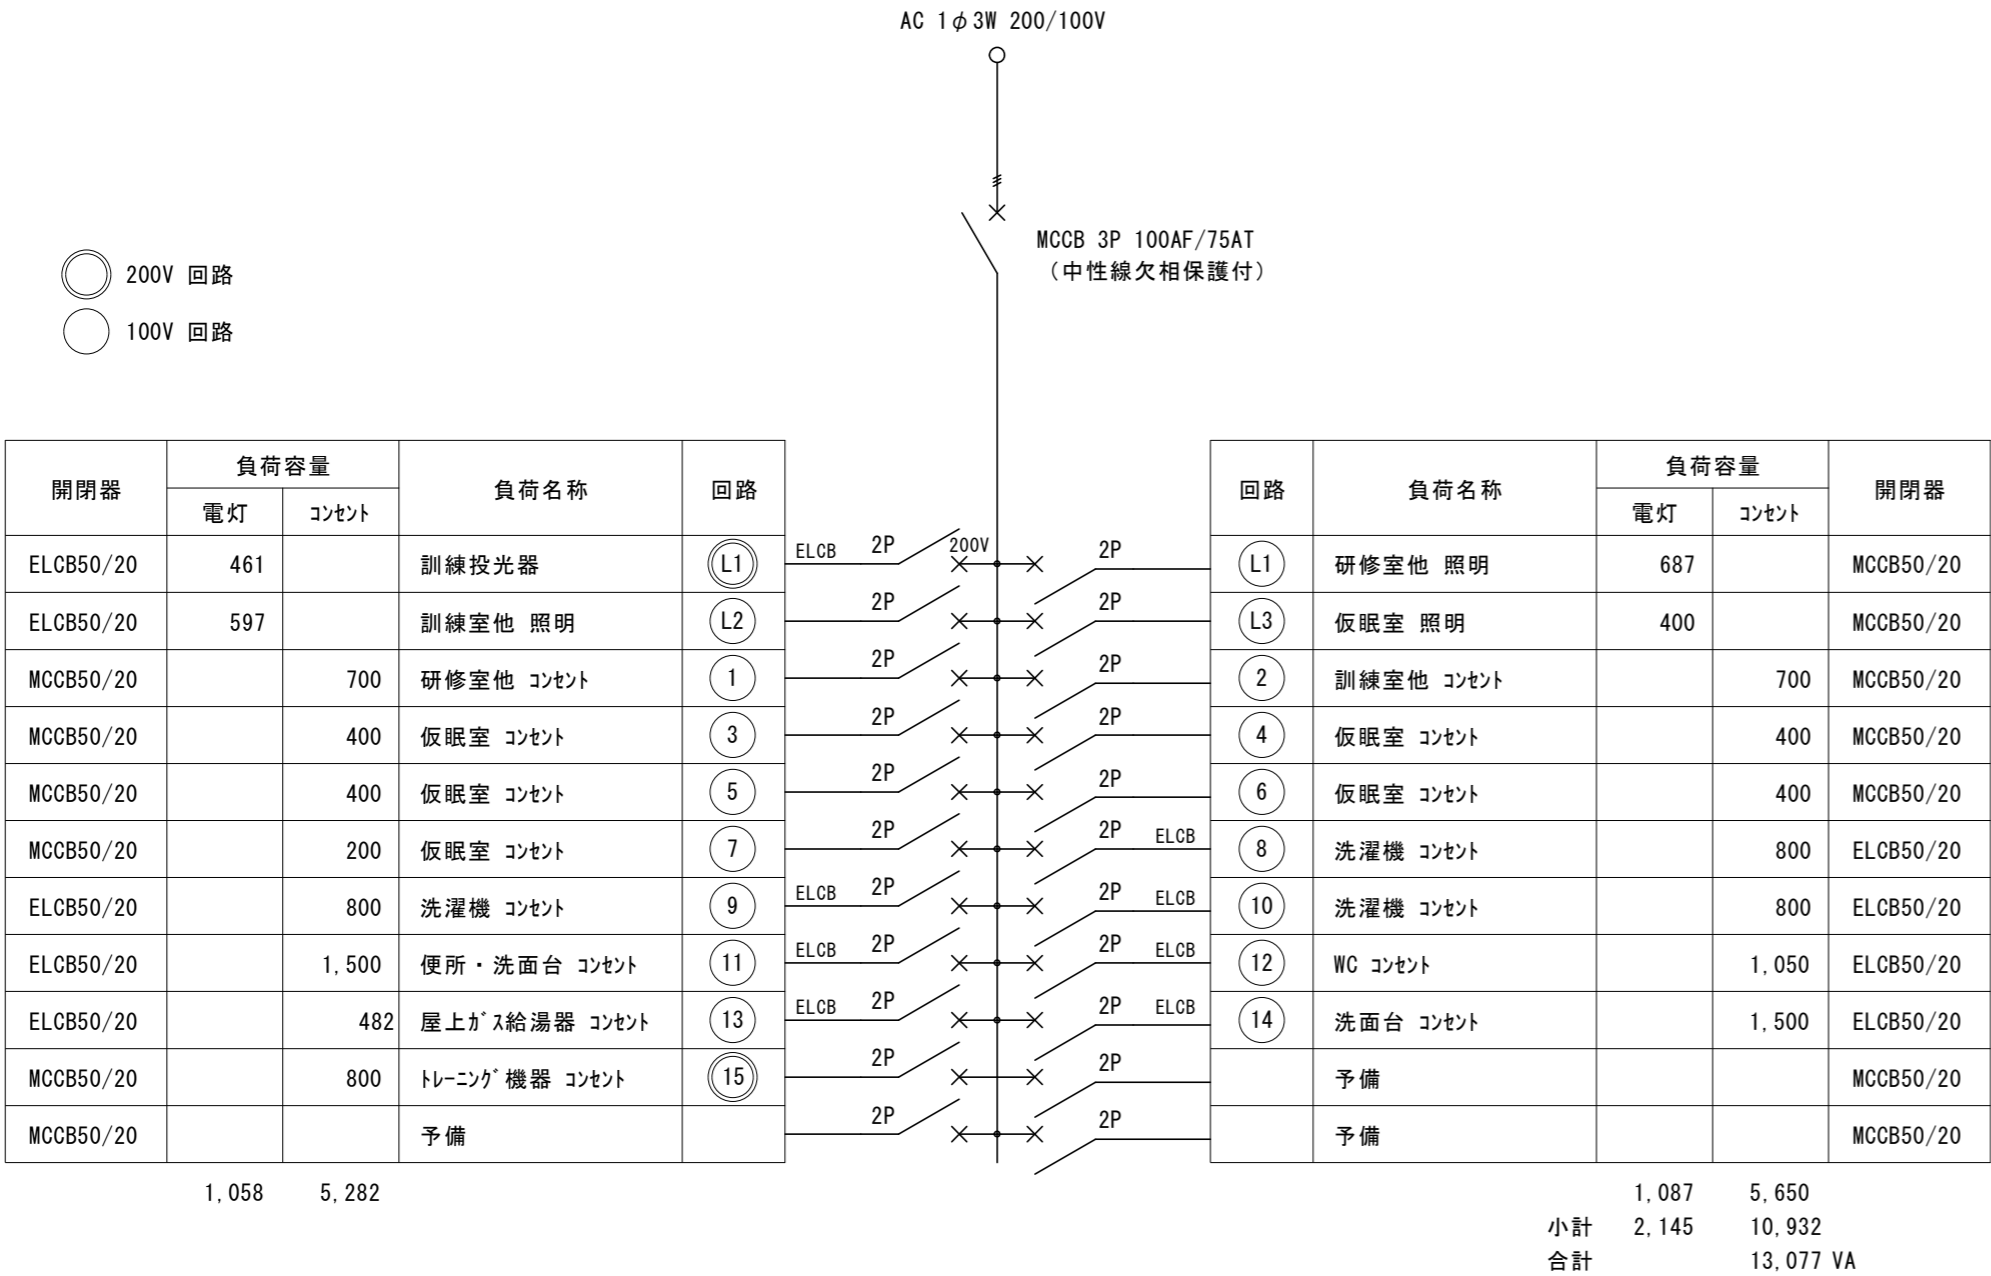 AC 1φ3W 200/100V
MCCB 3P 100AF/75AT
(中性線欠相保護付)
200V 回路
100V 回路
開閉器 負荷容量 負荷名称 回路
電灯 コンセント
ELCB50/20 461 訓練投光器 L1 ELCB 2P 200V
ELCB50/20 597 訓練室他 照明 L2 2P
MCCB50/20 700 研修室他 コンセント 1 2P
MCCB50/20 400 仮眠室 コンセント 3 2P
MCCB50/20 400 仮眠室 コンセント 5 2P
MCCB50/20 200 仮眠室 コンセント 7 2P
ELCB50/20 800 洗濯機 コンセント 9 ELCB 2P
ELCB50/20 1,500 便所・洗面台 コンセント 11 ELCB 2P
ELCB50/20 482 屋上ガス給湯器 コンセント 13 ELCB 2P
MCCB50/20 800 トレーニング機器 コンセント 15 2P
MCCB50/20 予備 2P
1,058 5,282
回路 負荷名称 負荷容量 開閉器
電灯 コンセント
2P L1 研修室他 照明 687 MCCB50/20
2P L3 仮眠室 照明 400 MCCB50/20
2P 2 訓練室他 コンセント 700 MCCB50/20
2P 4 仮眠室 コンセント 400 MCCB50/20
2P 6 仮眠室 コンセント 400 MCCB50/20
2P ELCB 8 洗濯機 コンセント 800 ELCB50/20
2P ELCB 10 洗濯機 コンセント 800 ELCB50/20
2P ELCB 12 WC コンセント 1,050 ELCB50/20
2P ELCB 14 洗面台 コンセント 1,500 ELCB50/20
2P 予備 MCCB50/20
2P 予備 MCCB50/20
1,087 5,650
小計 2,145 10,932
合計 13,077 VA